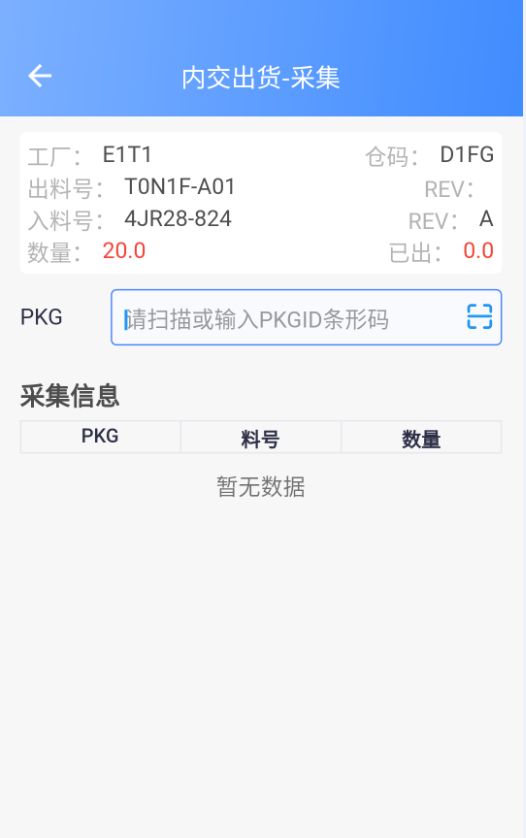 内交出货-采集
工厂： E1T1 仓码： D1FG
出料号： T0N1F-A01 REV：
入料号： 4JR28-824 REV： A
数量： 20.0 已出： 0.0
PKG 请扫描或输入PKGID条形码
采集信息
PKG 料号 数量
暂无数据